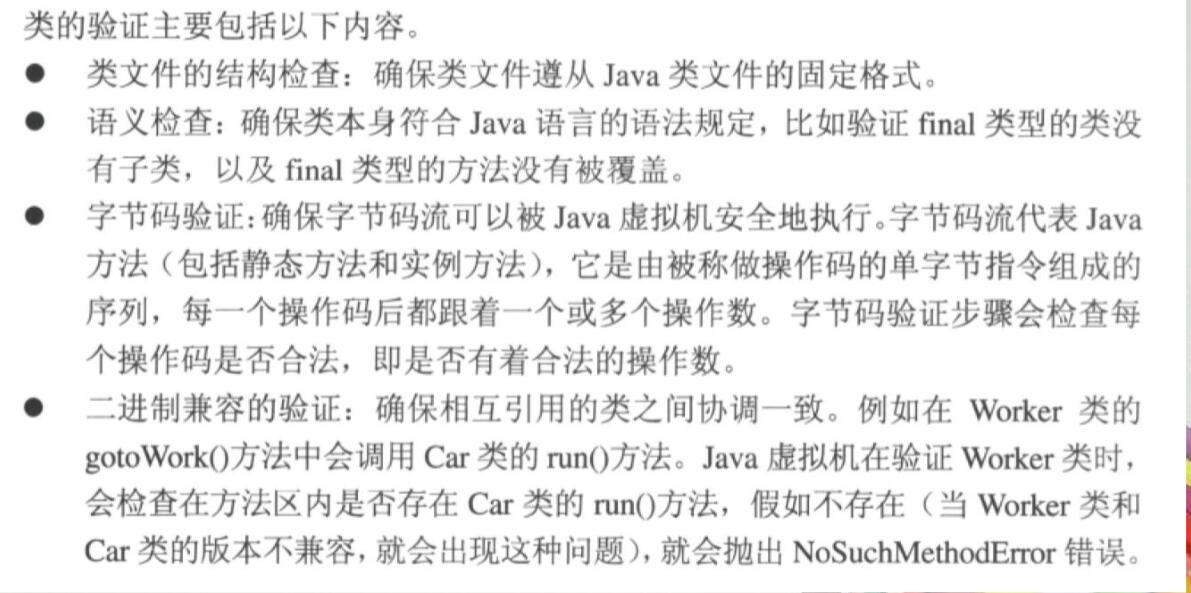 类的验证主要包括以下内容。
● 类文件的结构检查：确保类文件遵从 Java 类文件的固定格式。
● 语义检查：确保类本身符合 Java 语言的语法规定，比如验证 final 类型的类没
有子类，以及 final 类型的方法没有被覆盖。
● 字节码验证：确保字节码流可以被 Java 虚拟机安全地执行。字节码流代表 Java
方法（包括静态方法和实例方法），它是由被称做操作码的单字节指令组成的
序列，每一个操作码后都跟着一个或多个操作数。字节码验证步骤会检查每
个操作码是否合法，即是否有着合法的操作数。
● 二进制兼容的验证：确保相互引用的类之间协调一致。例如在 Worker 类的
gotoWork()方法中会调用 Car 类的 run()方法。Java 虚拟机在验证 Worker 类时，
会检查在方法区内是否存在 Car 类的 run()方法，假如不存在（当 Worker 类和
Car 类的版本不兼容，就会出现这种问题），就会抛出 NoSuchMethodError 错误。